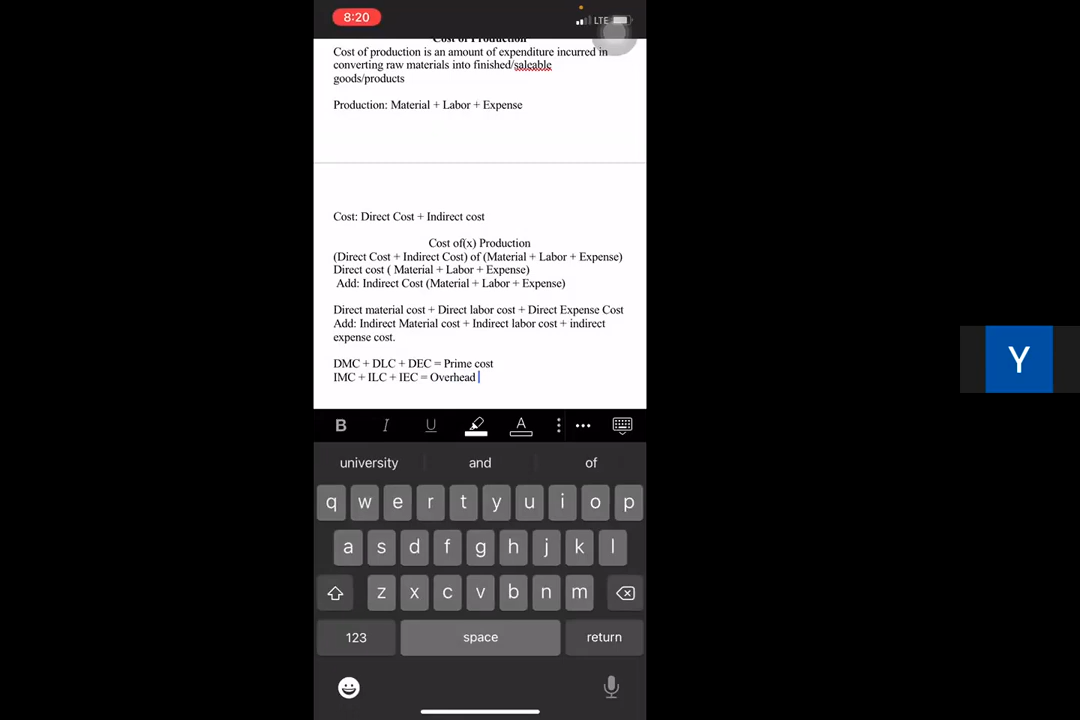 8:20
LTE
Cost of Production
Cost of production is an amount of expenditure incurred in
converting raw materials into finished/saleable
goods/products
Production: Material + Labor + Expense
Cost: Direct Cost + Indirect cost
Cost of(x) Production
(Direct Cost + Indirect Cost) of (Material + Labor + Expense)
Direct cost ( Material + Labor + Expense)
Add: Indirect Cost (Material + Labor + Expense)
Direct material cost + Direct labor cost + Direct Expense Cost
Add: Indirect Material cost + Indirect labor cost + indirect
expense cost.
DMC + DLC + DEC = Prime cost
IMC + ILC + IEC = Overhead
Y
B I U A
university and of
q w e r t y u i o p
a s d f g h j k l
z x c v b n m
123 space return